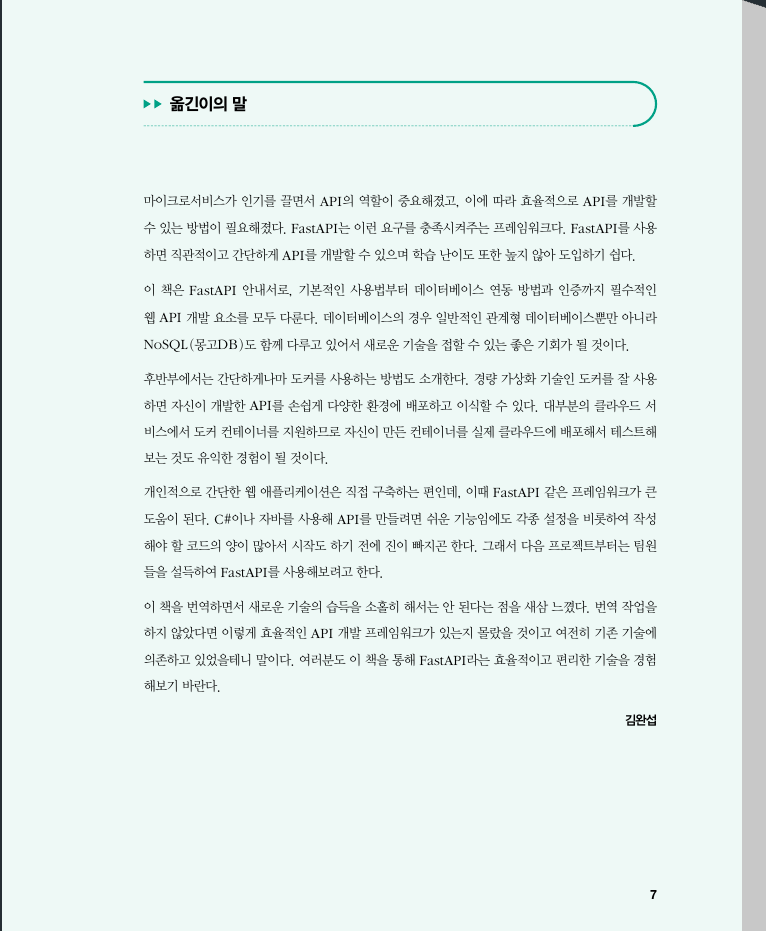 옮긴이의 말
마이크로서비스가 인기를 끌면서 API의 역할이 중요해졌고, 이에 따라 효율적으로 API를 개발할
수 있는 방법이 필요해졌다. FastAPI는 이런 요구를 충족시켜주는 프레임워크다. FastAPI를 사용
하면 직관적이고 간단하게 API를 개발할 수 있으며 학습 난이도 또한 높지 않아 도입하기 쉽다.
이 책은 FastAPI 안내서로, 기본적인 사용법부터 데이터베이스 연동 방법과 인증까지 필수적인
웹 API 개발 요소를 모두 다룬다. 데이터베이스의 경우 일반적인 관계형 데이터베이스뿐만 아니라
NoSQL(몽고DB)도 함께 다루고 있어서 새로운 기술을 접할 수 있는 좋은 기회가 될 것이다.
후반부에서는 간단하게나마 도커를 사용하는 방법도 소개한다. 경량 가상화 기술인 도커를 잘 사용
하면 자신이 개발한 API를 손쉽게 다양한 환경에 배포하고 이식할 수 있다. 대부분의 클라우드 서
비스에서 도커 컨테이너를 지원하므로 자신이 만든 컨테이너를 실제 클라우드에 배포해서 테스트해
보는 것도 유익한 경험이 될 것이다.
개인적으로 간단한 웹 애플리케이션은 직접 구축하는 편인데, 이때 FastAPI 같은 프레임워크가 큰
도움이 된다. C#이나 자바를 사용해 API를 만들려면 쉬운 기능임에도 각종 설정을 비롯하여 작성
해야 할 코드의 양이 많아서 시작도 하기 전에 진이 빠지곤 한다. 그래서 다음 프로젝트부터는 팀원
들을 설득하여 FastAPI를 사용해보려고 한다.
이 책을 번역하면서 새로운 기술의 습득을 소홀히 해서는 안 된다는 점을 새삼 느꼈다. 번역 작업을
하지 않았다면 이렇게 효율적인 API 개발 프레임워크가 있는지 몰랐을 것이고 여전히 기존 기술에
의존하고 있었을테니 말이다. 여러분도 이 책을 통해 FastAPI라는 효율적이고 편리한 기술을 경험
해보기 바란다.
김완섭
7